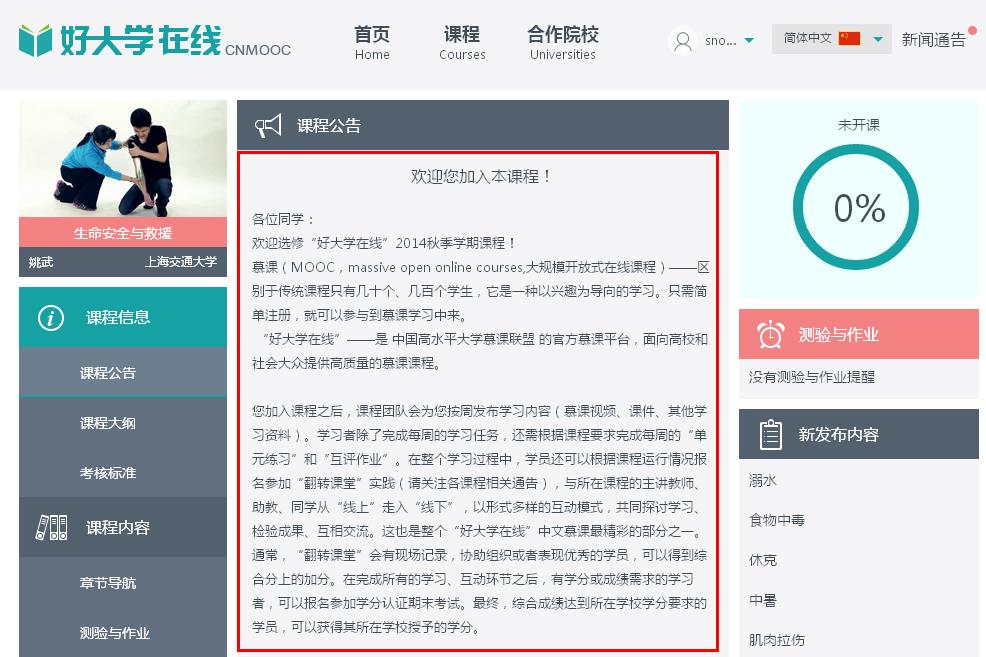 好大学在线 CNMOOC
首页
Home
课程
Courses
合作院校
Universities
sno...
简体中文
新闻通告
生命安全与救援
姚武 上海交通大学
课程信息
课程公告
课程大纲
考核标准
课程内容
章节导航
测验与作业
课程公告
欢迎您加入本课程！
各位同学：
欢迎选修“好大学在线”2014秋季学期课程！
慕课（MOOC，massive open online courses,大规模开放式在线课程）——区
别于传统课程只有几十个、几百个学生，它是一种以兴趣为导向的学习。只需简
单注册，就可以参与到慕课学习中来。
“好大学在线”——是 中国高水平大学慕课联盟 的官方慕课平台，面向高校和
社会大众提供高质量的慕课课程。
您加入课程之后，课程团队会为您按周发布学习内容（慕课视频、课件、其他学
习资料）。学习者除了完成每周的学习任务，还需根据课程要求完成每周的“单
元练习”和“互评作业”。在整个学习过程中，学员还可以根据课程运行情况报
名参加“翻转课堂”实践（请关注各课程相关通告），与所在课程的主讲教师、
助教、同学从“线上”走入“线下”，以形式多样的互动模式，共同探讨学习、
检验成果、互相交流。这也是整个“好大学在线”中文慕课最精彩的部分之一。
通常，“翻转课堂”会有现场记录，协助组织或者表现优秀的学员，可以得到综
合分上的加分。在完成所有的学习、互动环节之后，有学分或成绩需求的学习
者，可以报名参加学分认证期末考试。最终，综合成绩达到所在学校学分要求的
学员，可以获得其所在学校授予的学分。
未开课
0%
测验与作业
没有测验与作业提醒
新发布内容
溺水
食物中毒
休克
中暑
肌肉拉伤